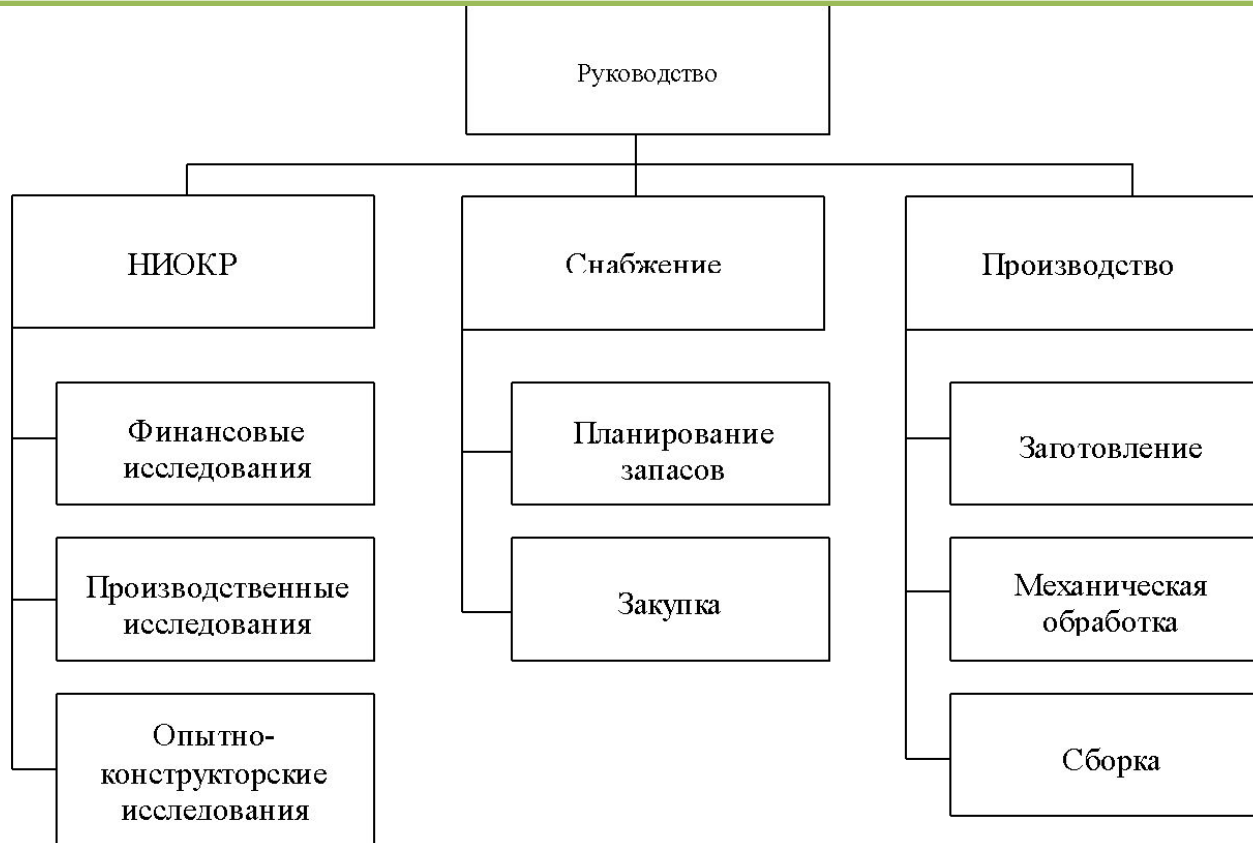 Руководство
НИОКР
Снабжение
Производство
Финансовые
исследования
Планирование
запасов
Заготовление
Производственные
исследования
Закупка
Механическая
обработка
Опытно-
конструкторские
исследования
Сборка